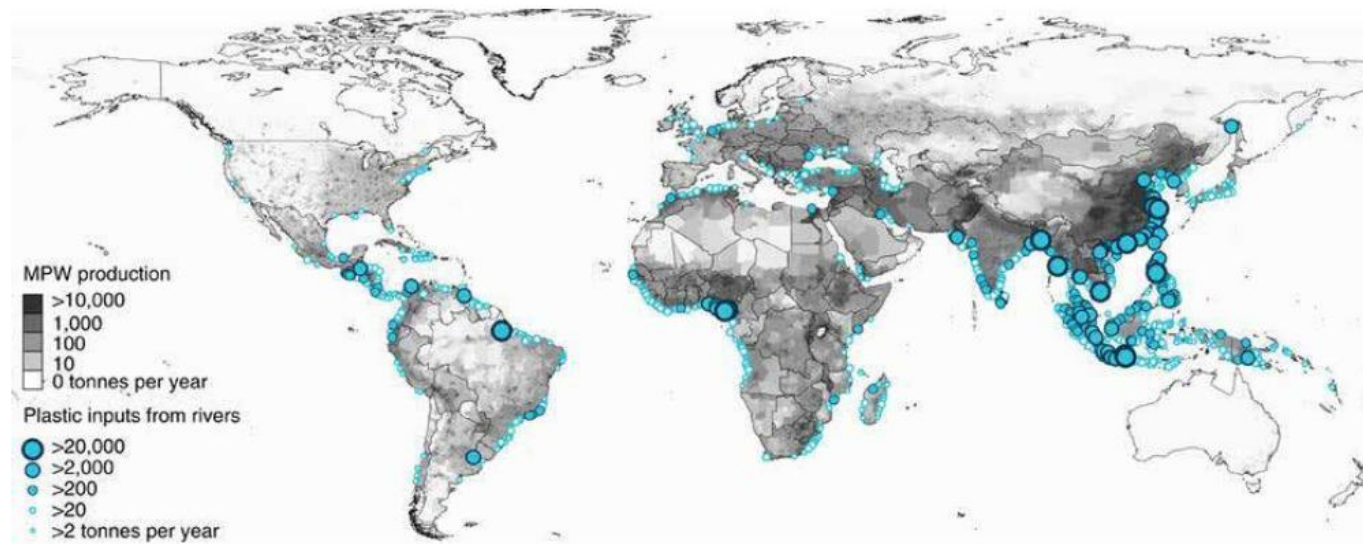 MPW production
>10,000
1,000
100
10
0 tonnes per year
Plastic inputs from rivers
>20,000
>2,000
>200
>20
>2 tonnes per year